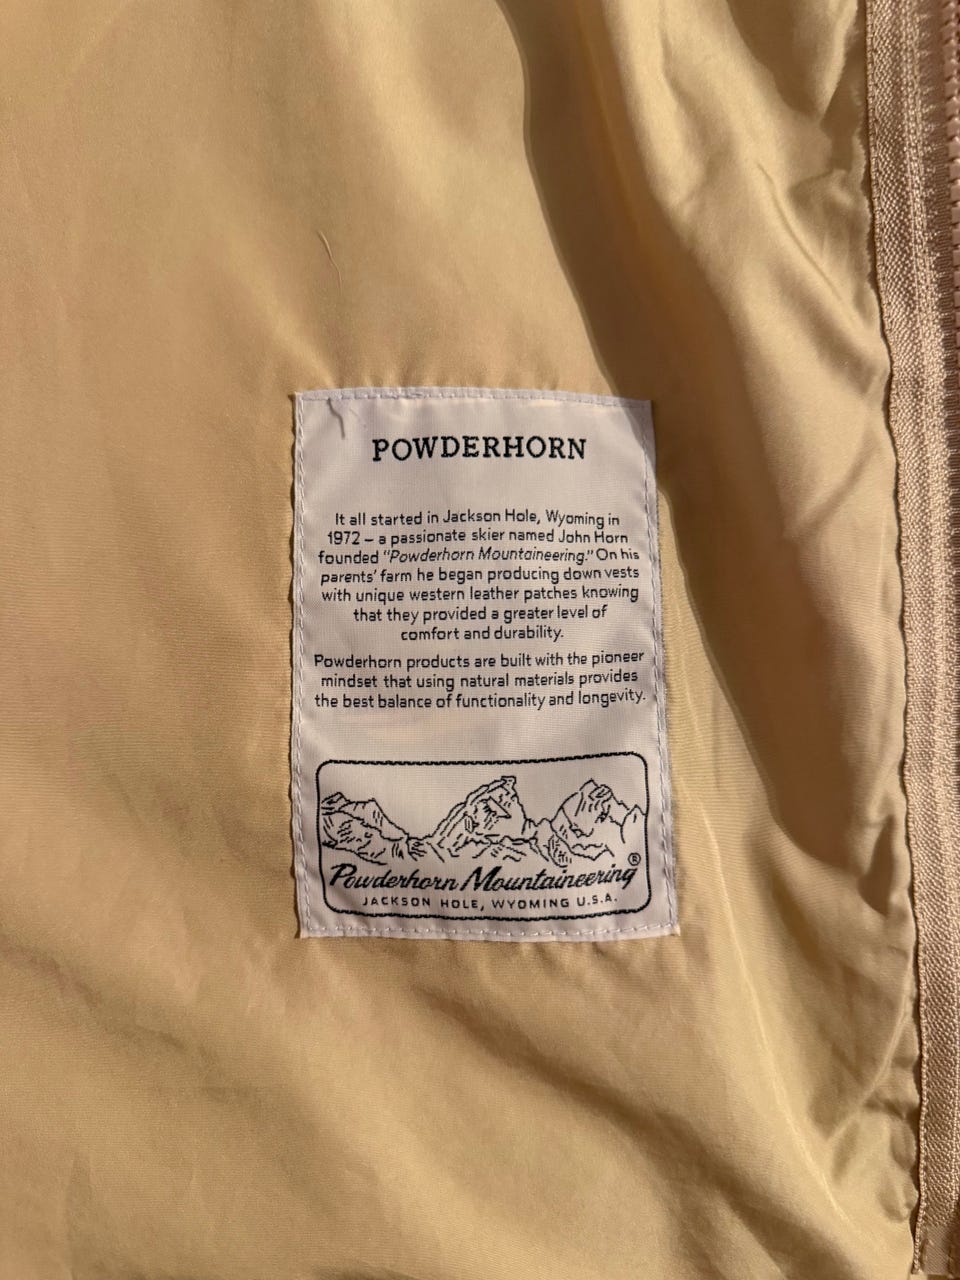 POWDERHORN
It all started in Jackson Hole, Wyoming in
1972 – a passionate skier named John Horn
founded "Powderhorn Mountaineering." On his
parents' farm he began producing down vests
with unique western leather patches knowing
that they provided a greater level of
comfort and durability.
Powderhorn products are built with the pioneer
mindset that using natural materials provides
the best balance of functionality and longevity.
Powderhorn Mountaineering®
JACKSON HOLE, WYOMING U.S.A.